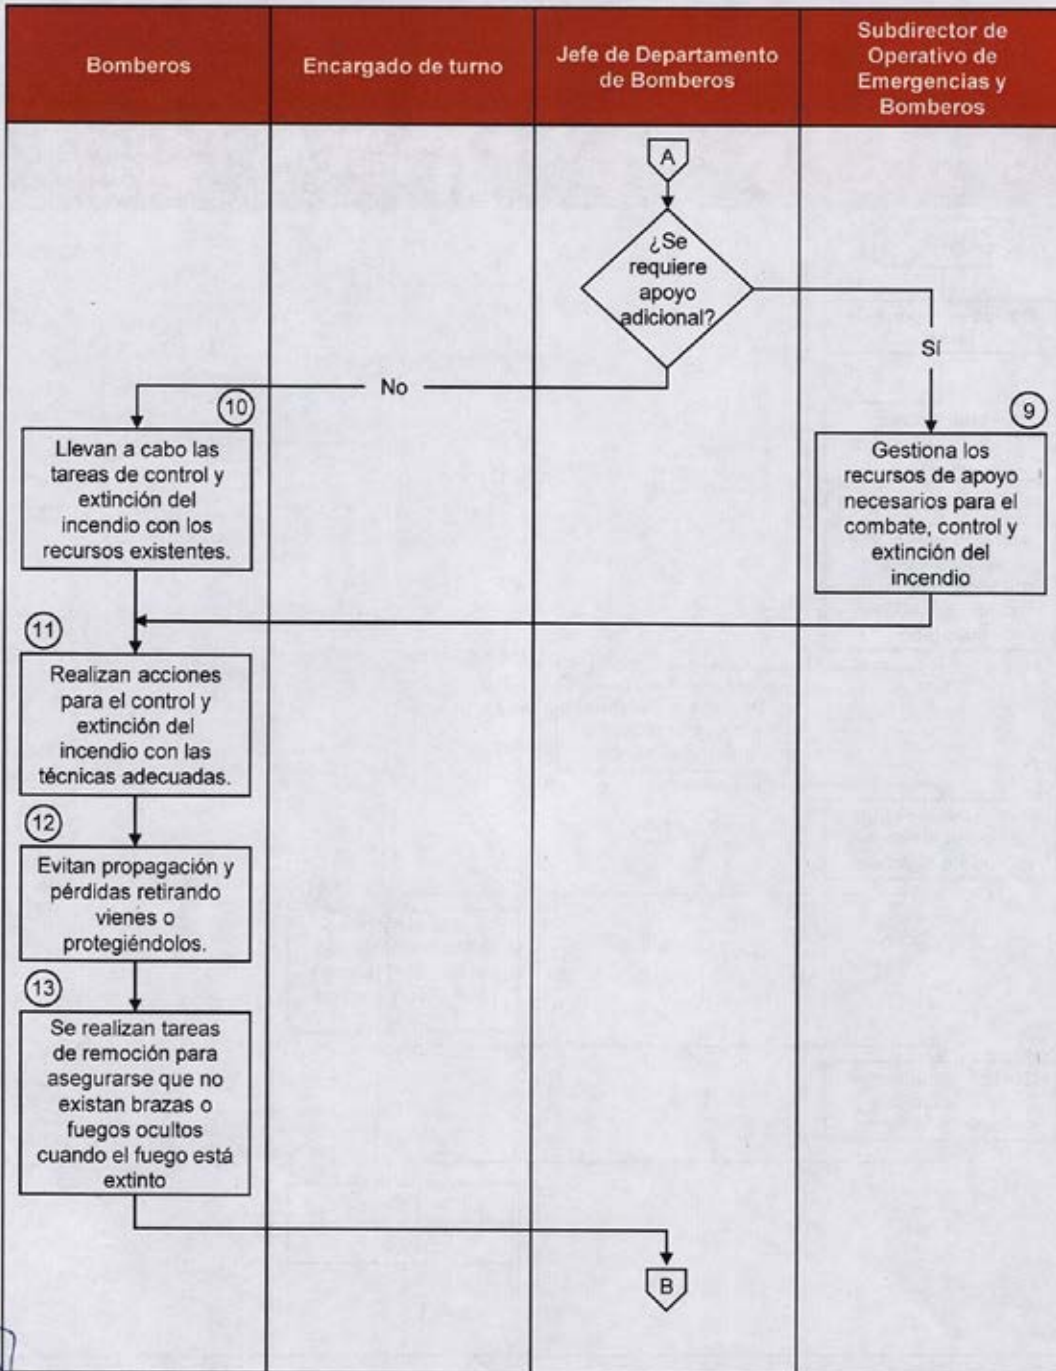 Bomberos
Encargado de turno
Jefe de Departamento
de Bomberos
Subdirector de
Operativo de
Emergencias y
Bomberos
A
¿Se
requiere
apoyo
adicional?
Sí
No
10
Llevan a cabo las
tareas de control y
extinción del
incendio con los
recursos existentes.
9
Gestiona los
recursos de apoyo
necesarios para el
combate, control y
extinción del
incendio
11
Realizan acciones
para el control y
extinción del
incendio con las
técnicas adecuadas.
12
Evitan propagación y
pérdidas retirando
vienes o
protegiéndolos.
13
Se realizan tareas
de remoción para
asegurarse que no
existan brazas o
fuegos ocultos
cuando el fuego está
extinto
B